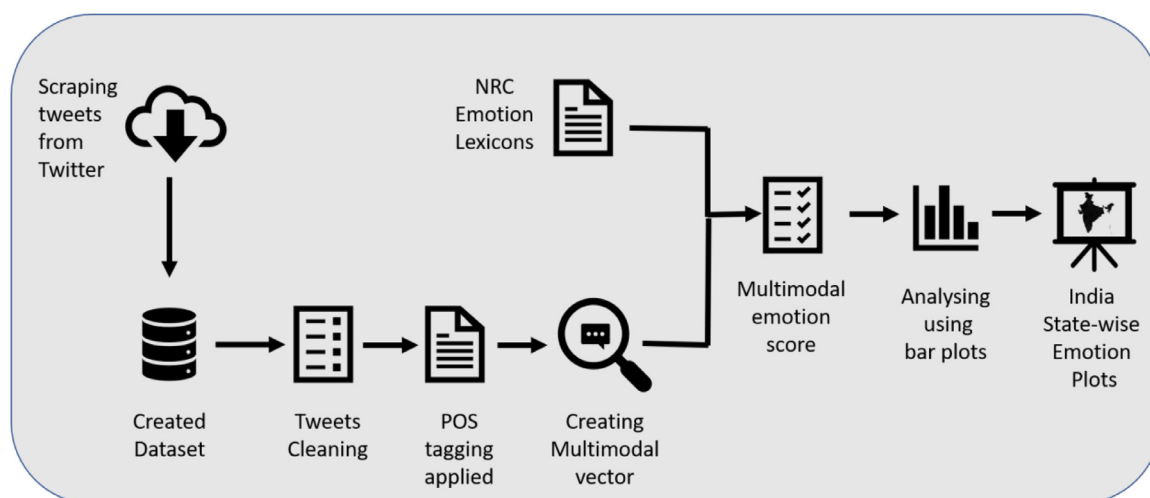 Scraping
tweets
from
Twitter
NRC
Emotion
Lexicons
Created
Dataset
Tweets
Cleaning
POS
tagging
applied
Creating
Multimodal
vector
Multimodal
emotion
score
Analysing
using
bar plots
India
State-wise
Emotion
Plots